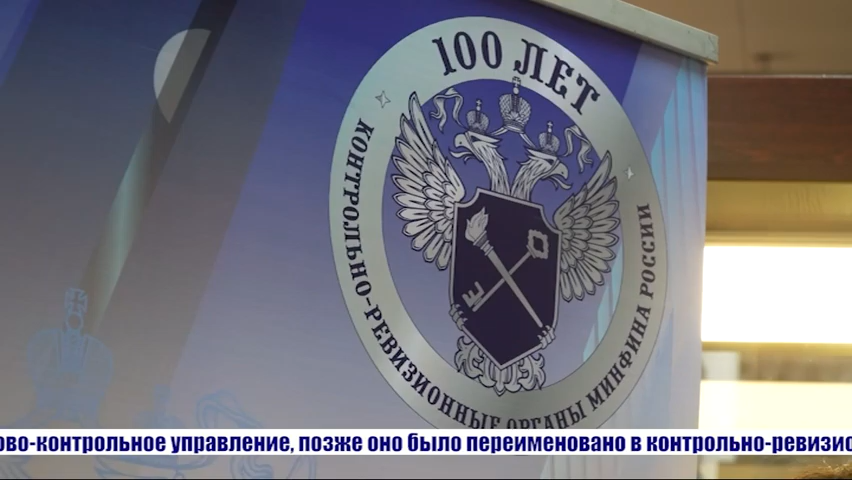 100 ЛЕТ
КОНТРОЛЬНО-РЕВИЗИОННЫЕ ОРГАНЫ МИНФИНА РОССИИ
ово-контрольное управление, позже оно было переименовано в контрольно-ревизио